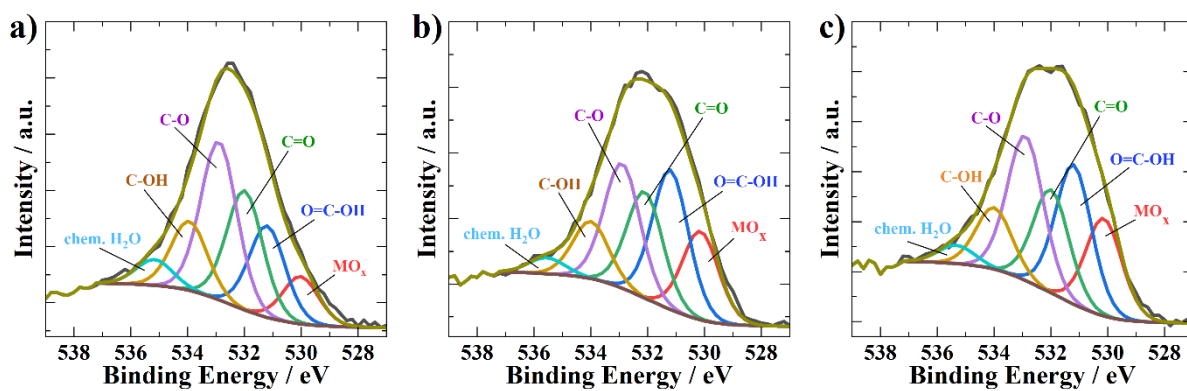 a)
Intensity / a.u.
C-O
C=O
C-OH
O=C-OH
chem. H₂O
MOₓ
538 536 534 532 530 528
Binding Energy / eV
b)
Intensity / a.u.
C-O
C=O
C-OH
O=C-OH
chem. H₂O
MOₓ
538 536 534 532 530 528
Binding Energy / eV
c)
Intensity / a.u.
C-O
C=O
C-OH
O=C-OH
chem. H₂O
MOₓ
538 536 534 532 530 528
Binding Energy / eV